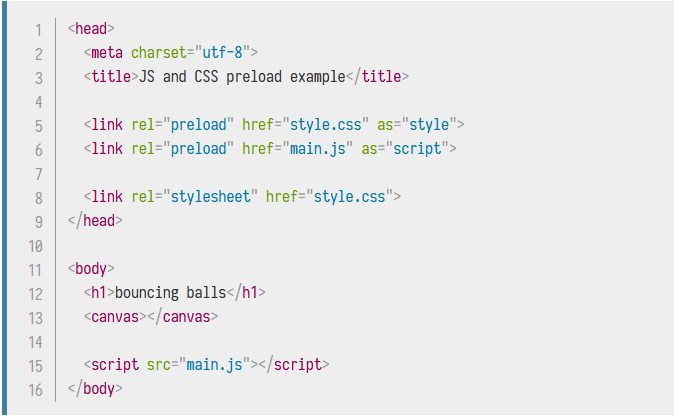 1 <head>
2   <meta charset="utf-8">
3   <title>JS and CSS preload example</title>
4
5   <link rel="preload" href="style.css" as="style">
6   <link rel="preload" href="main.js" as="script">
7
8   <link rel="stylesheet" href="style.css">
9 </head>
10
11 <body>
12   <h1>bouncing balls</h1>
13   <canvas></canvas>
14
15   <script src="main.js"></script>
16 </body>